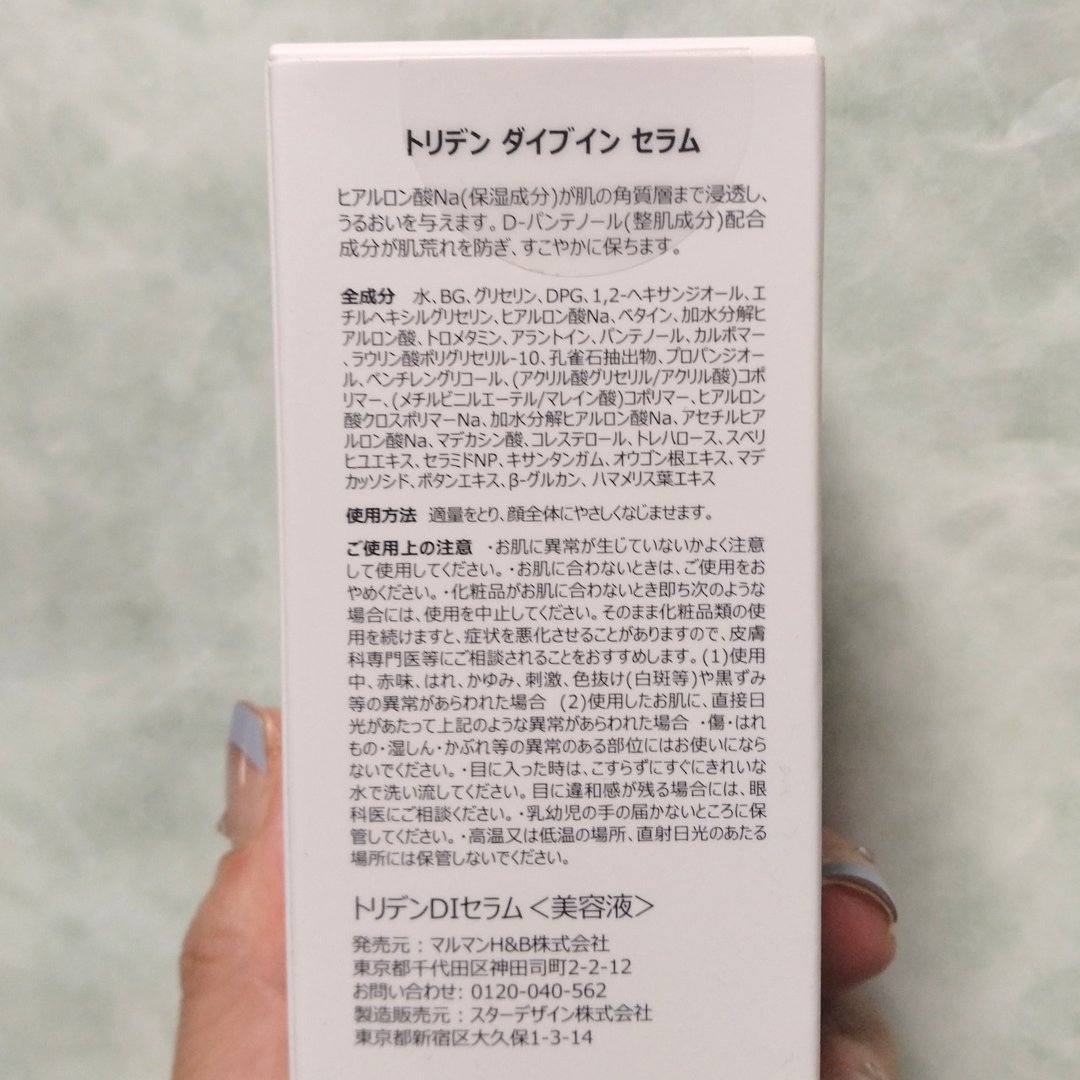 トリデン ダイブイン セラム
ヒアルロン酸Na(保湿成分)が肌の角質層まで浸透し、
うるおいを与えます。D-パンテノール(整肌成分)配合
成分が肌荒れを防ぎ、すこやかに保ちます。
全成分 水、BG、グリセリン、DPG、1,2-ヘキサンジオール、エ
チルヘキシルグリセリン、ヒアルロン酸Na、ベタイン、加水分解ヒ
アルロン酸、トロメタミン、アラントイン、パンテノール、カルボマー
、ラウリン酸ポリグリセリル-10、孔雀石抽出物、プロパンジオー
ル、ペンチレングリコール、(アクリル酸グリセリル/アクリル酸)コポ
リマー、(メチルビニルエーテル/マレイン酸)コポリマー、ヒアルロン
酸クロスポリマーNa、加水分解ヒアルロン酸Na、アセチルヒア
ルロン酸Na、マデカシン酸、コレステロール、トレハロース、スベリ
ヒユエキス、セラミドNP、キサンタンガム、オウゴン根エキス、マデ
カッソシド、ボタンエキス、β-グルカン、ハマメリス葉エキス
使用方法 適量をとり、顔全体にやさしくなじませます。
ご使用上の注意 ・お肌に異常が生じていないかよく注意
して使用してください。・お肌に合わないときは、ご使用をお
やめください。・化粧品がお肌に合わないとき即ち次のような
場合には、使用を中止してください。そのまま化粧品類の使
用を続けますと、症状を悪化させることがありますので、皮膚
科専門医等にご相談されることをおすすめします。(1)使用
中、赤味、はれ、かゆみ、刺激、色抜け(白斑等)や黒ずみ
等の異常があらわれた場合 (2)使用したお肌に、直接日
光があたって上記のような異常があらわれた場合 ・傷・はれ
もの・湿しん・かぶれ等の異常のある部位にはお使いになら
ないでください。・目に入った時は、こすらずにすぐにきれいな
水で洗い流してください。目に違和感が残る場合には、眼
科医にご相談ください。・乳幼児の手の届かないところに保
管してください。・高温又は低温の場所、直射日光のあたる
場所には保管しないでください。
トリデンDIセラム＜美容液＞
発売元：マルマンH&B株式会社
東京都千代田区神田司町2-2-12
お問い合わせ: 0120-040-562
製造販売元：スターデザイン株式会社
東京都新宿区大久保1-3-14